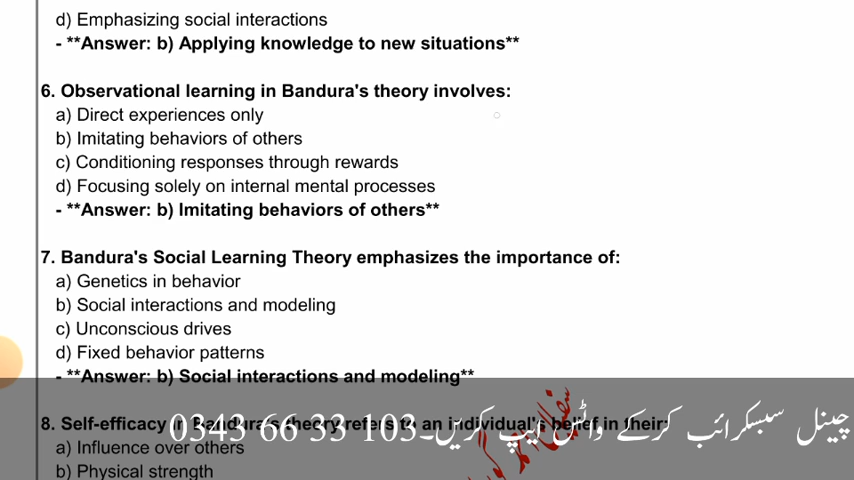 d) Emphasizing social interactions
- **Answer: b) Applying knowledge to new situations**
6. Observational learning in Bandura's theory involves:
a) Direct experiences only
b) Imitating behaviors of others
c) Conditioning responses through rewards
d) Focusing solely on internal mental processes
- **Answer: b) Imitating behaviors of others**
7. Bandura's Social Learning Theory emphasizes the importance of:
a) Genetics in behavior
b) Social interactions and modeling
c) Unconscious drives
d) Fixed behavior patterns
- **Answer: b) Social interactions and modeling**
8. Self-efficacy in Bandura's theory refers to an individual's belief in their:
چینل سبسکرائب کرکے واٹس ایپ کریں۔103 33 66 0343
a) Influence over others
b) Physical strength